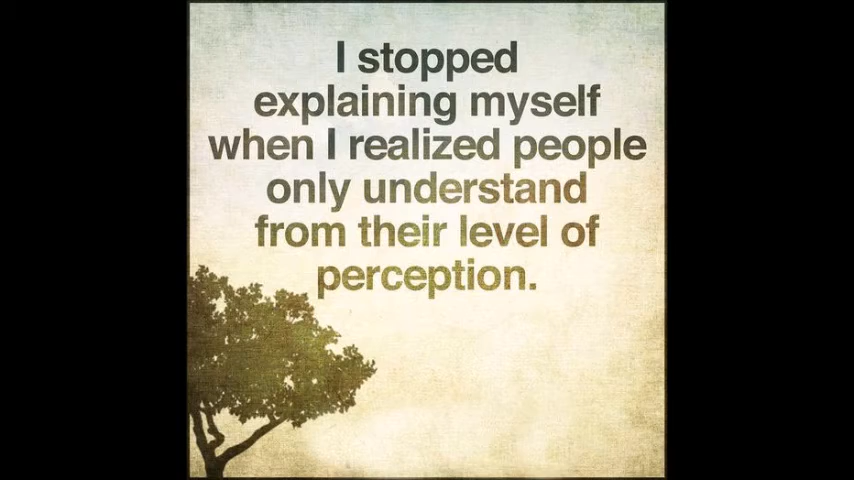 I stopped
explaining myself
when I realized people
only understand
from their level of
perception.